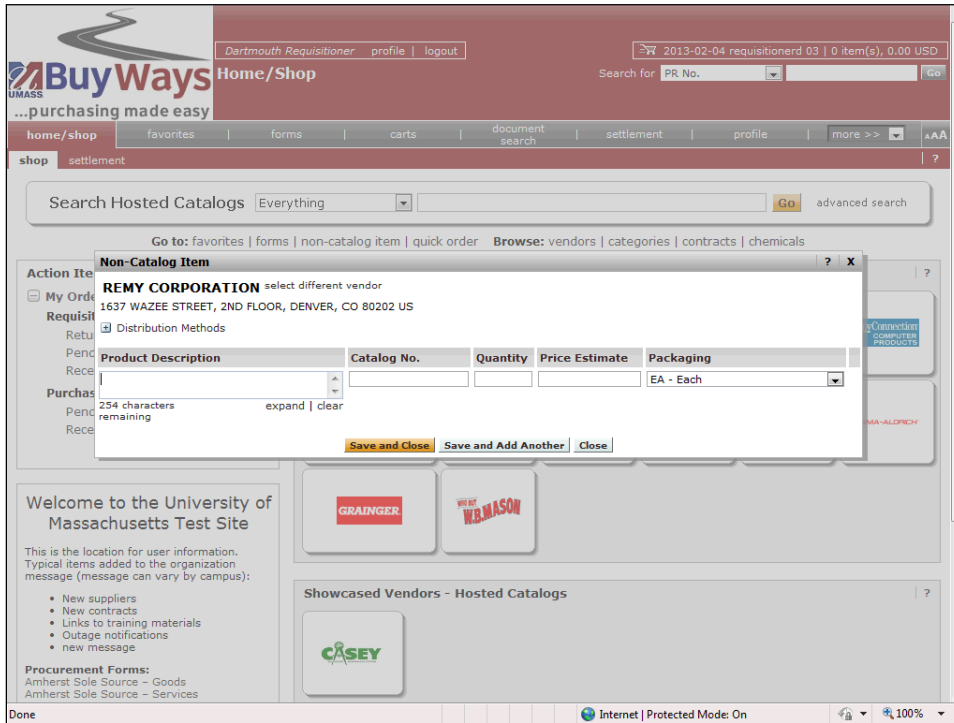 UMASS BuyWays
...purchasing made easy
Dartmouth Requisitioner profile | logout
2013-02-04 requisitionerd 03 | 0 item(s), 0.00 USD
Home/Shop
Search for PR No. Go
home/shop favorites | forms | carts | document search | settlement | profile | more >> AAA
shop settlement | ?
Search Hosted Catalogs Everything Go advanced search
Go to: favorites | forms | non-catalog item | quick order Browse: vendors | categories | contracts | chemicals
Non-Catalog Item ? X
REMY CORPORATION select different vendor
1637 WAZEE STREET, 2ND FLOOR, DENVER, CO 80202 US
Distribution Methods
Product Description Catalog No. Quantity Price Estimate Packaging
EA - Each
254 characters remaining
expand | clear
Save and Close Save and Add Another Close
Action Ite
| ?
My Orde
Requisit
Retu
Pend
Rece
Purchas
Pend
Rece
yConnection
COMPUTER
PRODUCTS
MA-ALDRICH
GRAINGER
WHO BUT
W.B.MASON
Welcome to the University of
Massachusetts Test Site
This is the location for user information.
Typical items added to the organization
message (message can vary by campus):
• New suppliers
• New contracts
• Links to training materials
• Outage notifications
• new message
Procurement Forms:
Amherst Sole Source – Goods
Amherst Sole Source – Services
Showcased Vendors - Hosted Catalogs | ?
CASEY
Done Internet | Protected Mode: On 100%